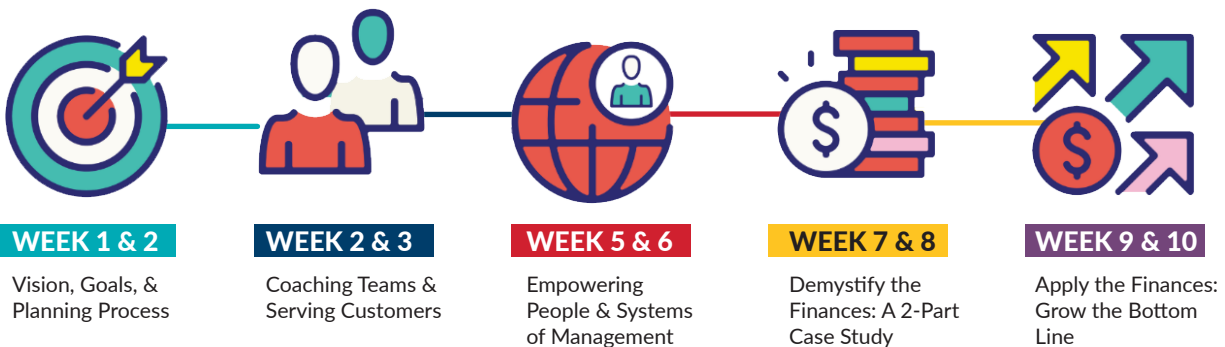 WEEK 1 & 2
Vision, Goals, &
Planning Process
WEEK 2 & 3
Coaching Teams &
Serving Customers
WEEK 5 & 6
Empowering
People & Systems
of Management
WEEK 7 & 8
Demystify the
Finances: A 2-Part
Case Study
WEEK 9 & 10
Apply the Finances:
Grow the Bottom
Line
$
$